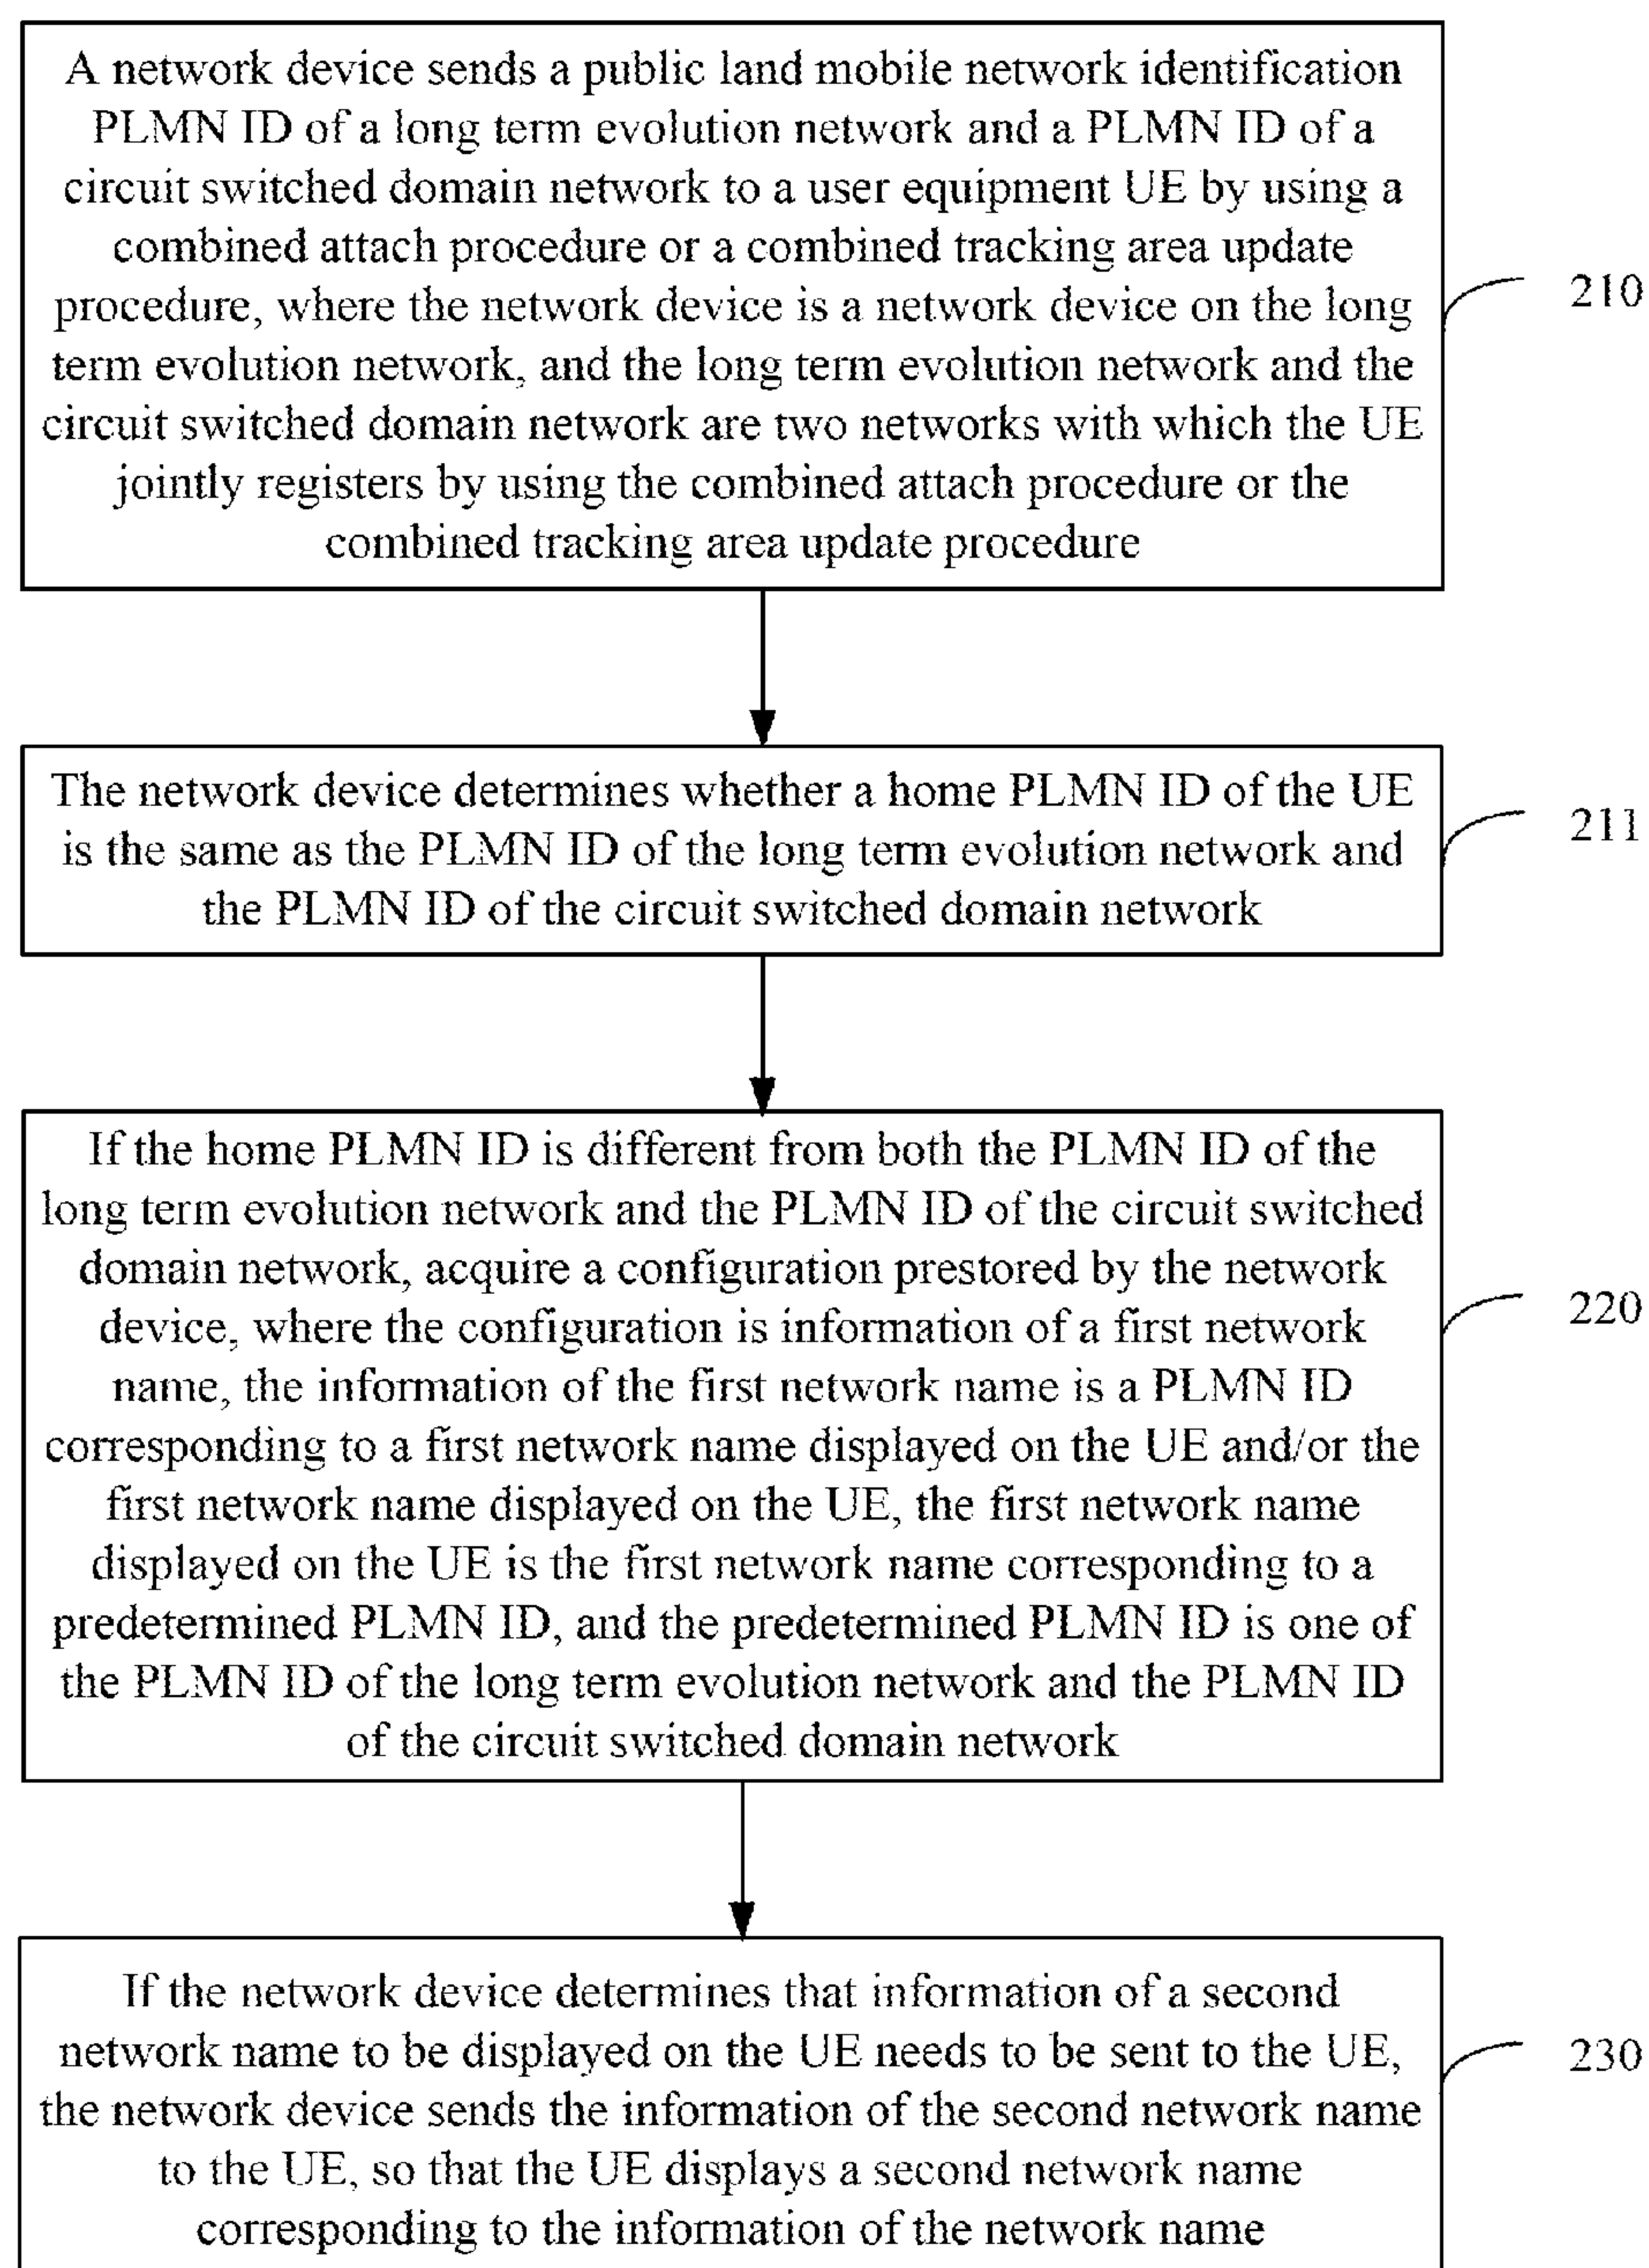 A network device sends a public land mobile network identification
PLMN ID of a long term evolution network and a PLMN ID of a
circuit switched domain network to a user equipment UE by using a
combined attach procedure or a combined tracking area update
procedure, where the network device is a network device on the long
term evolution network, and the long term evolution network and the
circuit switched domain network are two networks with which the UE
jointly registers by using the combined attach procedure or the
combined tracking area update procedure
210
The network device determines whether a home PLMN ID of the UE
is the same as the PLMN ID of the long term evolution network and
the PLMN ID of the circuit switched domain network
211
If the home PLMN ID is different from both the PLMN ID of the
long term evolution network and the PLMN ID of the circuit switched
domain network, acquire a configuration prestored by the network
device, where the configuration is information of a first network
name, the information of the first network name is a PLMN ID
corresponding to a first network name displayed on the UE and/or the
first network name displayed on the UE, the first network name
displayed on the UE is the first network name corresponding to a
predetermined PLMN ID, and the predetermined PLMN ID is one of
the PLMN ID of the long term evolution network and the PLMN ID
of the circuit switched domain network
220
If the network device determines that information of a second
network name to be displayed on the UE needs to be sent to the UE,
the network device sends the information of the second network name
to the UE, so that the UE displays a second network name
corresponding to the information of the network name
230